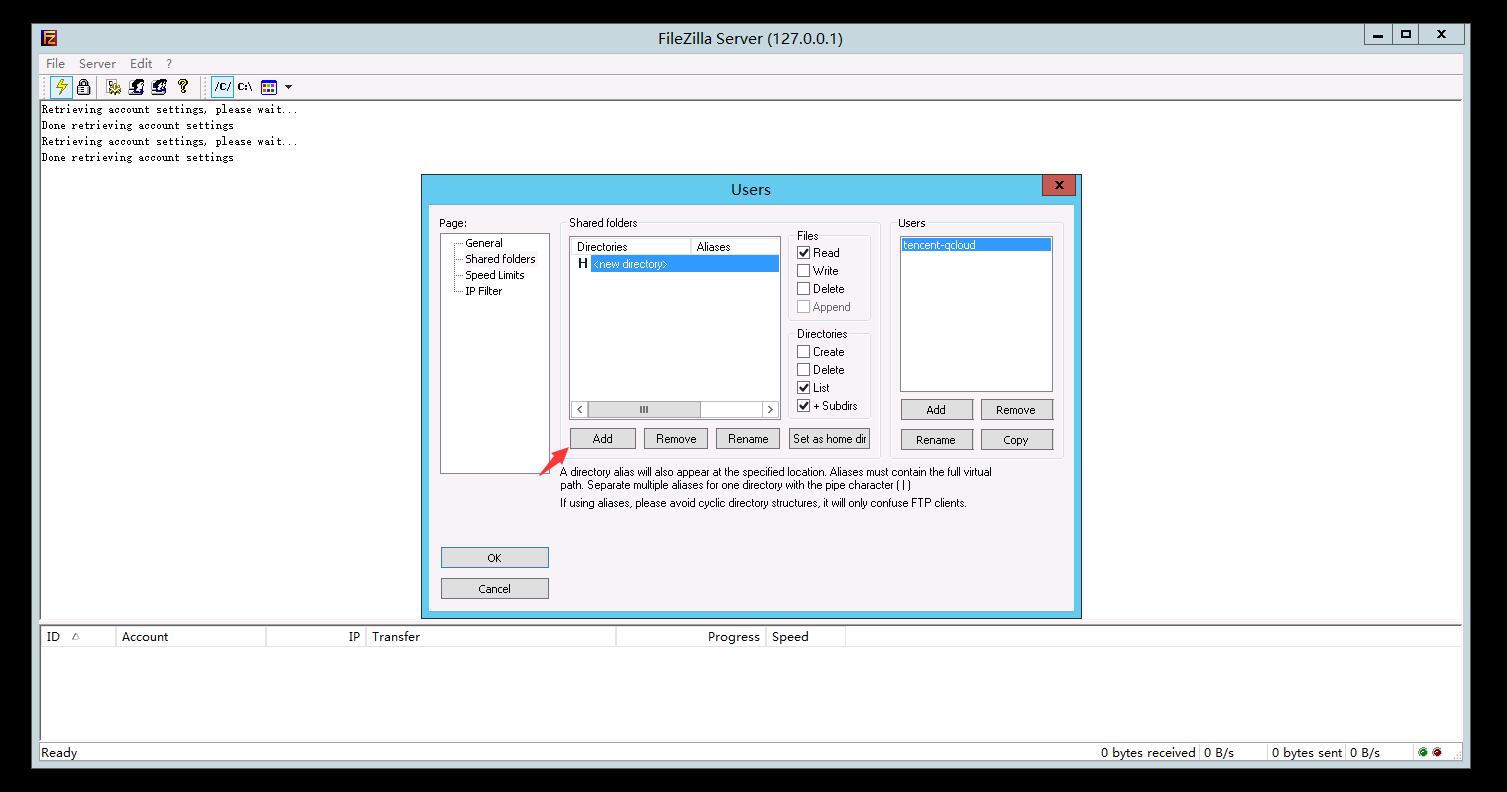 FileZilla Server (127.0.0.1)
File Server Edit ?
/C/ C:\
Retrieving account settings, please wait...
Done retrieving account settings
Retrieving account settings, please wait...
Done retrieving account settings
Users
Page:
General
Shared folders
Speed Limits
IP Filter
Shared folders
Directories Aliases
H <new directory>
Add Remove Rename Set as home dir
Files
Read
Write
Delete
Append
Directories
Create
Delete
List
+ Subdirs
Users
tencent-qcloud
Add Remove
Rename Copy
A directory alias will also appear at the specified location. Aliases must contain the full virtual
path. Separate multiple aliases for one directory with the pipe character ( | )
If using aliases, please avoid cyclic directory structures, it will only confuse FTP clients.
OK
Cancel
ID Account IP Transfer Progress Speed
Ready 0 bytes received 0 B/s 0 bytes sent 0 B/s